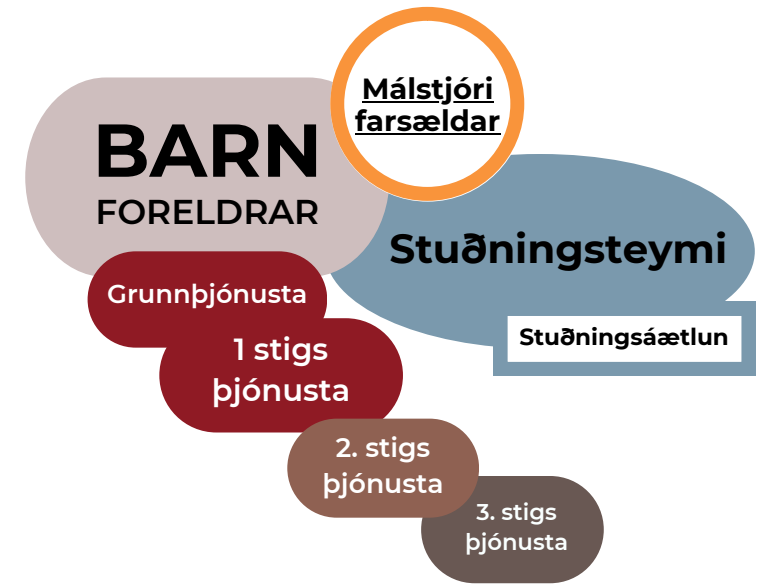 Málstjóri
farsældar
BARN
FORELDRAR
Stuðningsteymi
Grunnþjónusta
Stuðningsáætlun
1 stigs
þjónusta
2. stigs
þjónusta
3. stigs
þjónusta